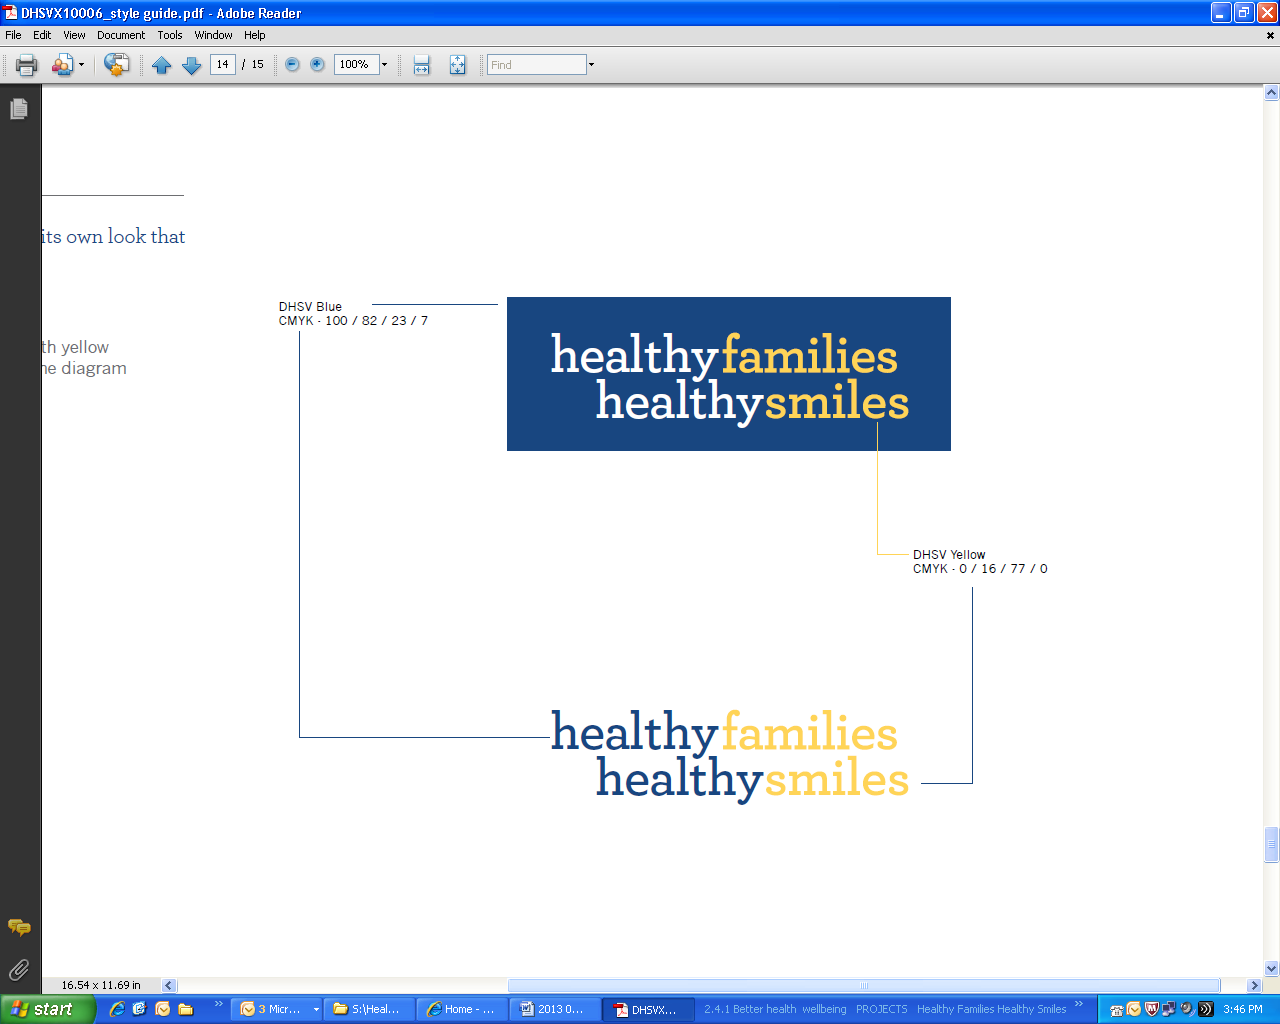 DHSVX10006_style guide.pdf - Adobe Reader
File Edit View Document Tools Window Help
14 / 15 100% Find
its own look that
DHSV Blue
CMYK - 100 / 82 / 23 / 7
th yellow
he diagram
healthyfamilies
healthysmiles
DHSV Yellow
CMYK - 0 / 16 / 77 / 0
healthyfamilies
healthysmiles
16.54 x 11.69 in
start 3 Micr... S:\Heal... Home - ... 2013 0... DHSVX... 2.4.1 Better health wellbeing PROJECTS Healthy Families Healthy Smiles 3:46 PM